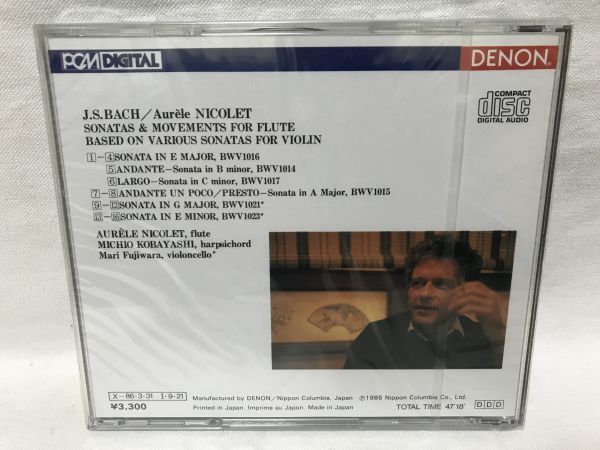 PCM DIGITAL
DENON
J.S.BACH/Aurèle NICOLET
SONATAS & MOVEMENTS FOR FLUTE
BASED ON VARIOUS SONATAS FOR VIOLIN
COMPACT
disc
DIGITAL AUDIO
1-4 SONATA IN E MAJOR, BWV1016
5 ANDANTE—Sonata in B minor, BWV1014
6 LARGO—Sonata in C minor, BWV1017
7-8 ANDANTE UN POCO/PRESTO—Sonata in A Major, BWV1015
9-12 SONATA IN G MAJOR, BWV1021*
13-16 SONATA IN E MINOR, BWV1023*
AURÈLE NICOLET, flute
MICHIO KOBAYASHI, harpsichord
Mari Fujiwara, violoncello*
X-86-3-31 I-9-21
¥3,300
Manufactured by DENON/Nippon Columbia, Japan ℗1985 Nippon Columbia Co., Ltd.
Printed in Japan. Imprimé au Japon. Made in Japan TOTAL TIME 47'18" DDD